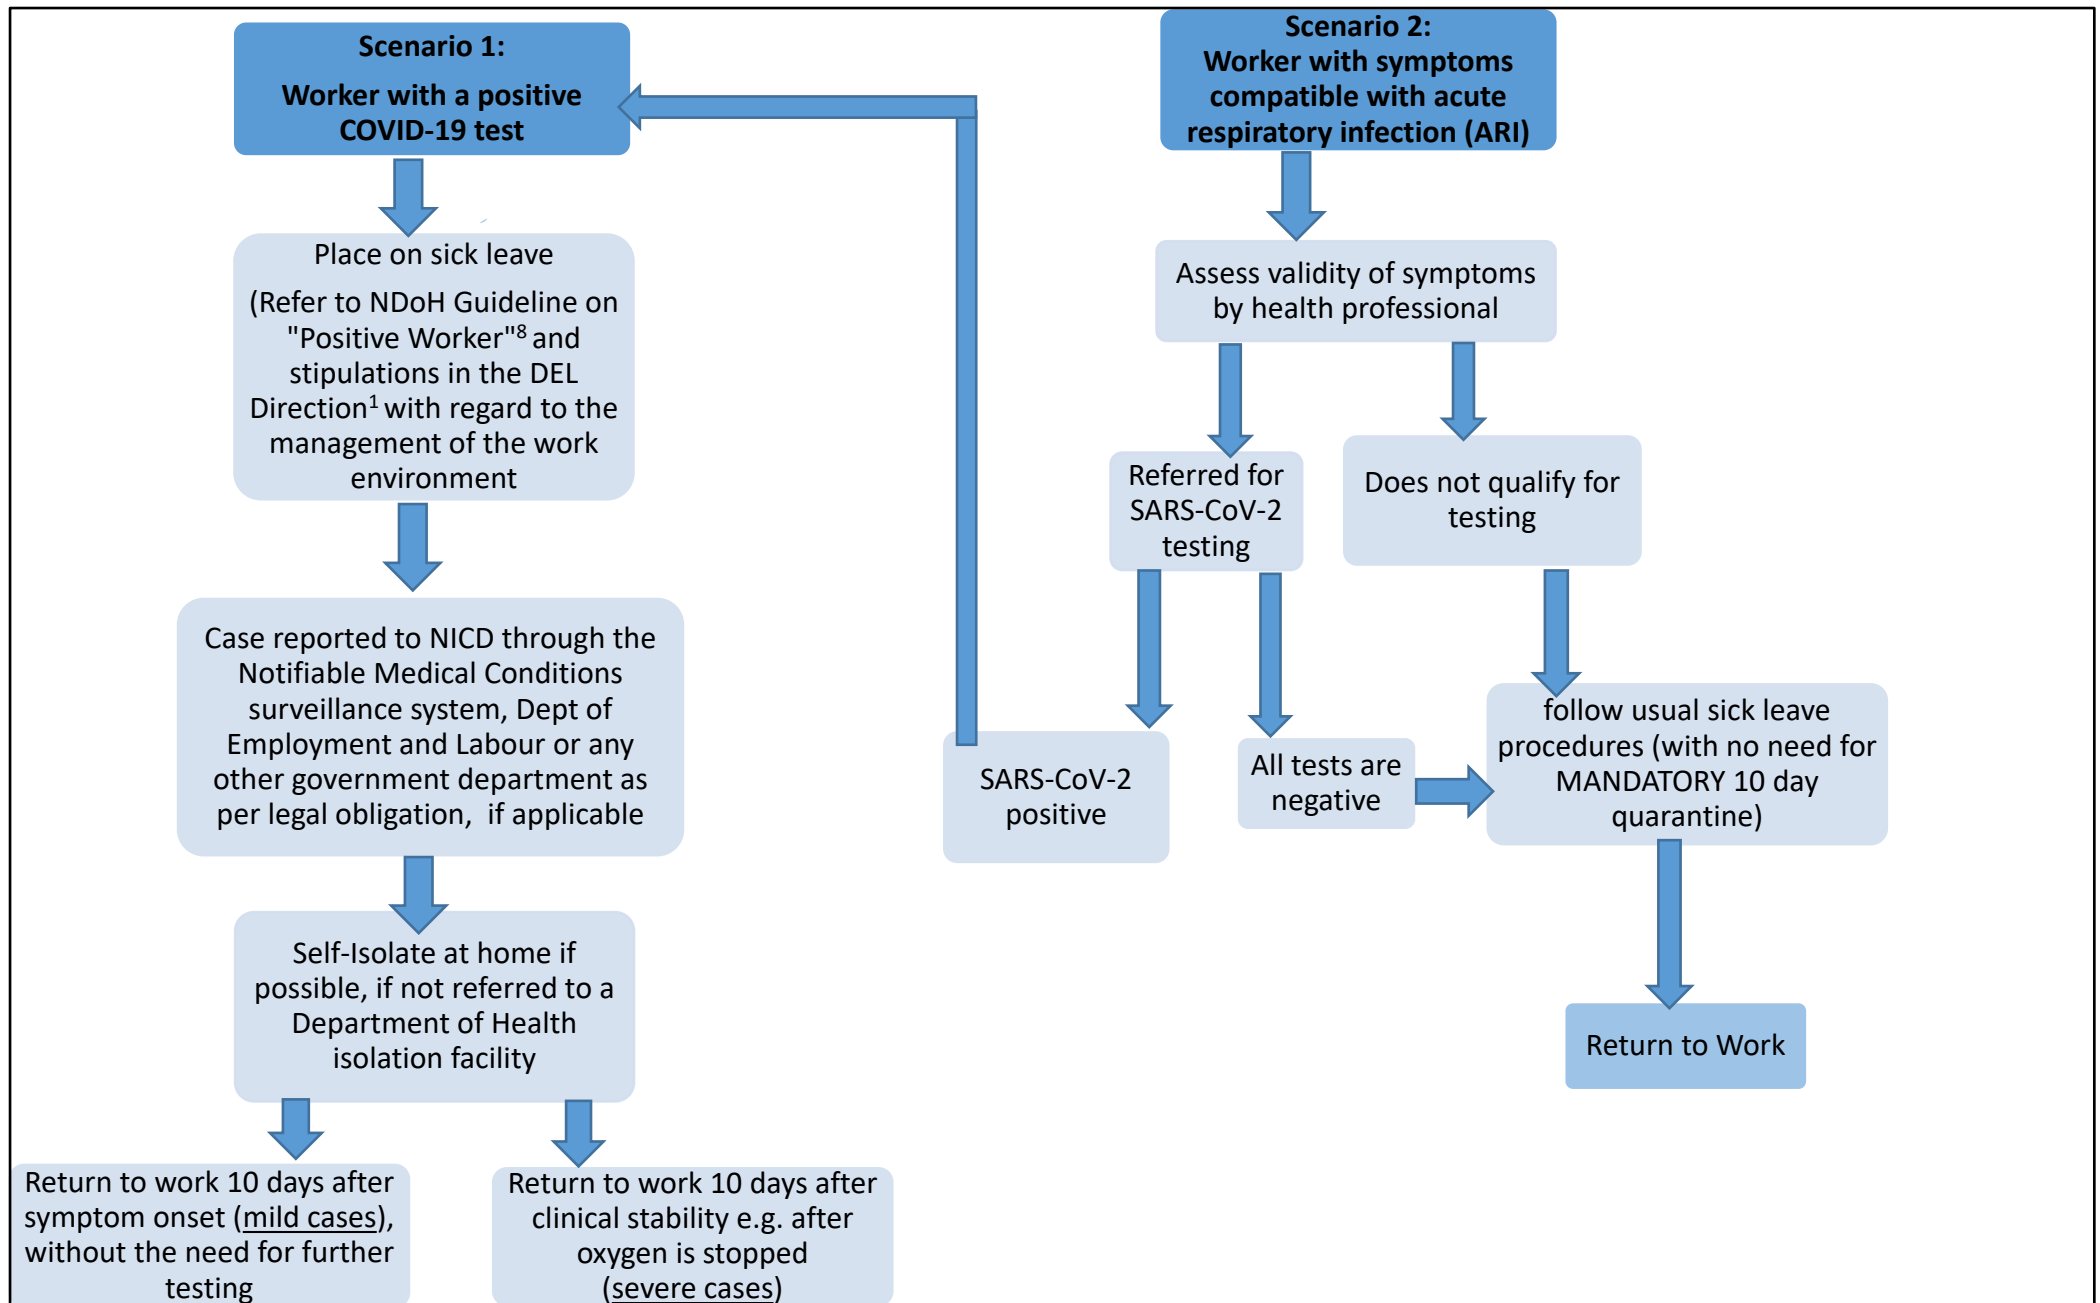 Scenario 1:
Worker with a positive
COVID-19 test
Place on sick leave
(Refer to NDoH Guideline on
"Positive Worker"⁸ and
stipulations in the DEL
Direction¹ with regard to the
management of the work
environment
Case reported to NICD through the
Notifiable Medical Conditions
surveillance system, Dept of
Employment and Labour or any
other government department as
per legal obligation,  if applicable
Self-Isolate at home if
possible, if not referred to a
Department of Health
isolation facility
Return to work 10 days after
symptom onset (mild cases),
without the need for further
testing
Return to work 10 days after
clinical stability e.g. after
oxygen is stopped
(severe cases)
Scenario 2:
Worker with symptoms
compatible with acute
respiratory infection (ARI)
Assess validity of symptoms
by health professional
Referred for
SARS-CoV-2
testing
Does not qualify for
testing
SARS-CoV-2
positive
All tests are
negative
follow usual sick leave
procedures (with no need for
MANDATORY 10 day
quarantine)
Return to Work